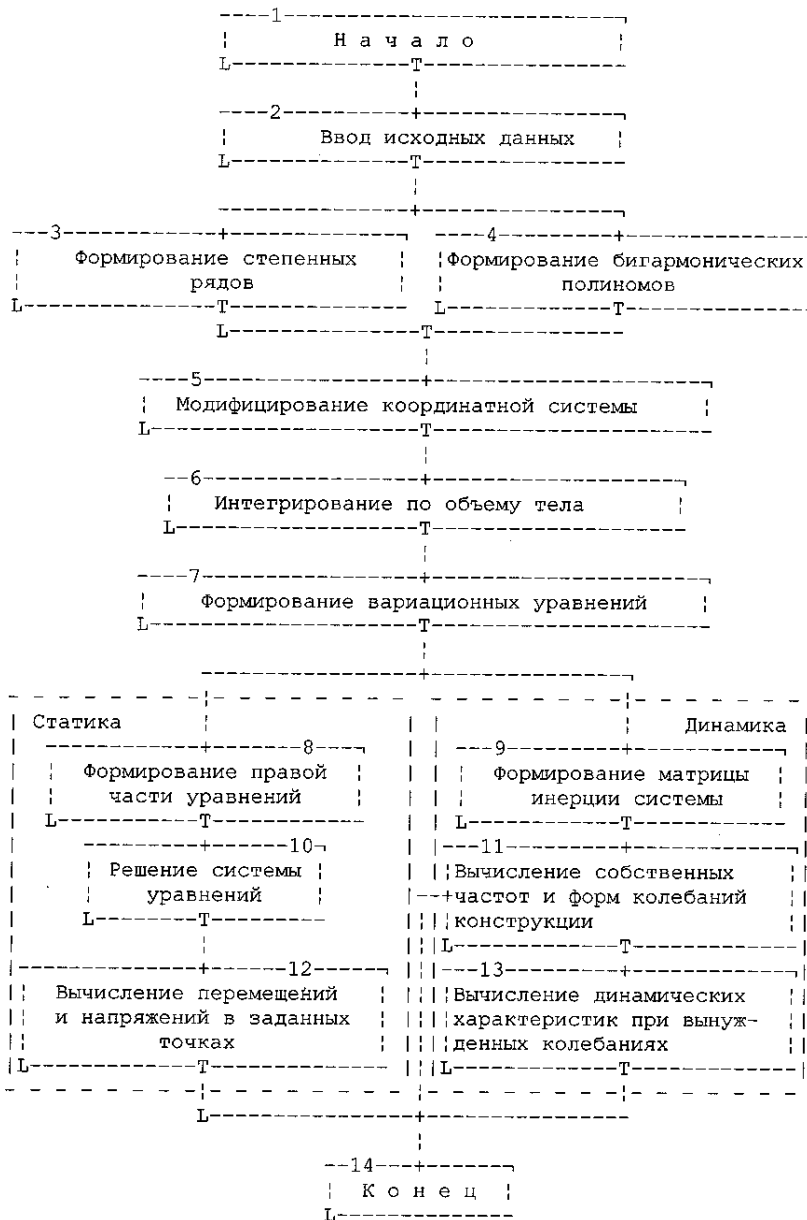 1
Н а ч а л о
2
Ввод исходных данных
3
Формирование степенных
рядов
4
Формирование бигармонических
полиномов
5
Модифицирование координатной системы
6
Интегрирование по объему тела
7
Формирование вариационных уравнений
Статика
8
Формирование правой
части уравнений
10
Решение системы
уравнений
12
Вычисление перемещений
и напряжений в заданных
точках
Динамика
9
Формирование матрицы
инерции системы
11
Вычисление собственных
частот и форм колебаний
конструкции
13
Вычисление динамических
характеристик при вынуж-
денных колебаниях
14
К о н е ц